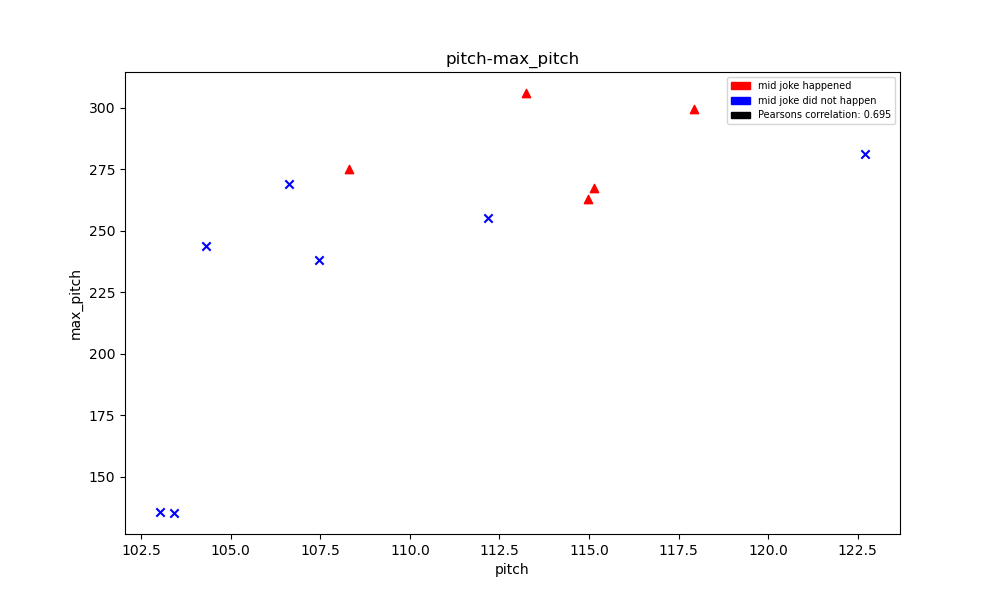 pitch-max_pitch
mid joke happened
mid joke did not happen
Pearsons correlation: 0.695
max_pitch
300
275
250
225
200
175
150
102.5 105.0 107.5 110.0 112.5 115.0 117.5 120.0 122.5
pitch